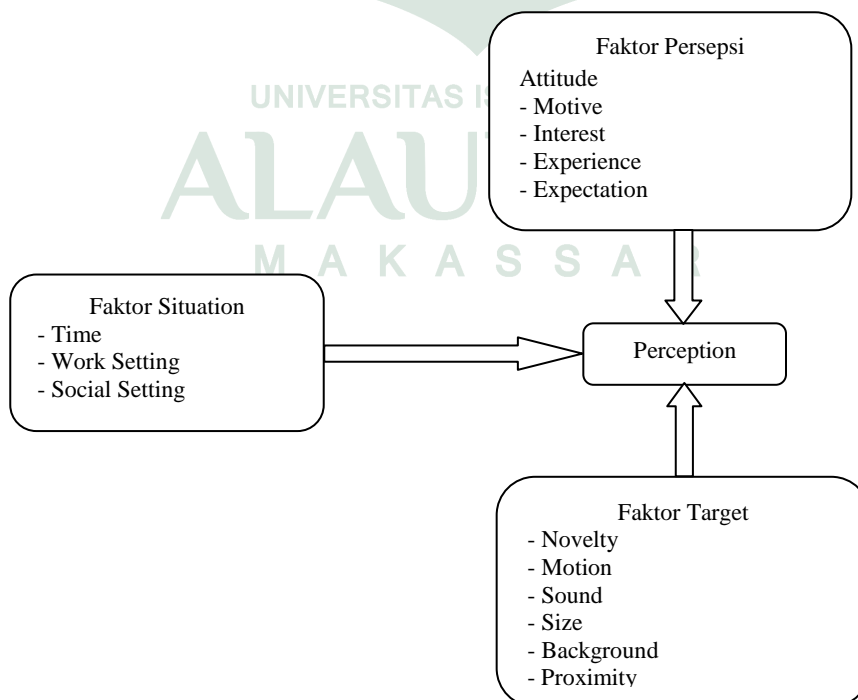 Faktor Persepsi
Attitude
- Motive
- Interest
- Experience
- Expectation
UNIVERSITAS
ALAU
MAKASSAR
Faktor Situation
- Time
- Work Setting
- Social Setting
Perception
Faktor Target
- Novelty
- Motion
- Sound
- Size
- Background
- Proximity